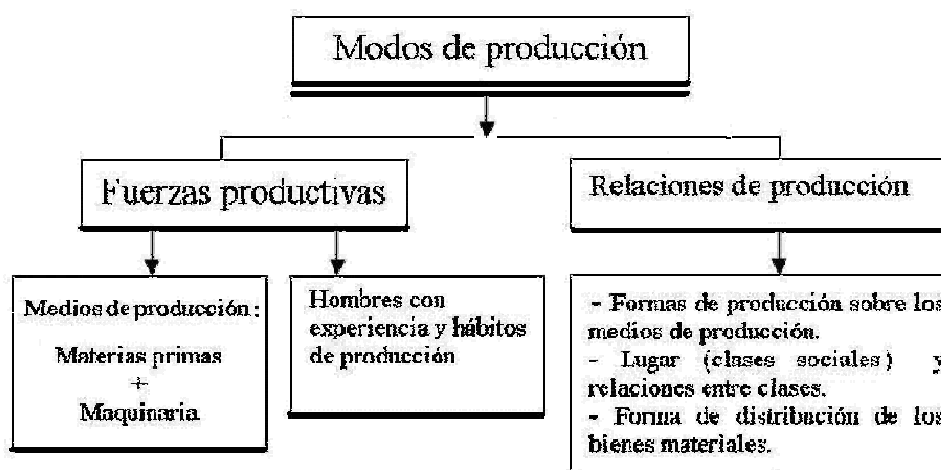 Modos de producción
Fuerzas productivas
Relaciones de producción
Medios de producción:
Materias primas
+
Maquinaria
Hombres con
experiencia y hábitos
de producción
- Formas de producción sobre los
medios de producción.
- Lugar (clases sociales) y
relaciones entre clases.
- Forma de distribución de los
bienes materiales.